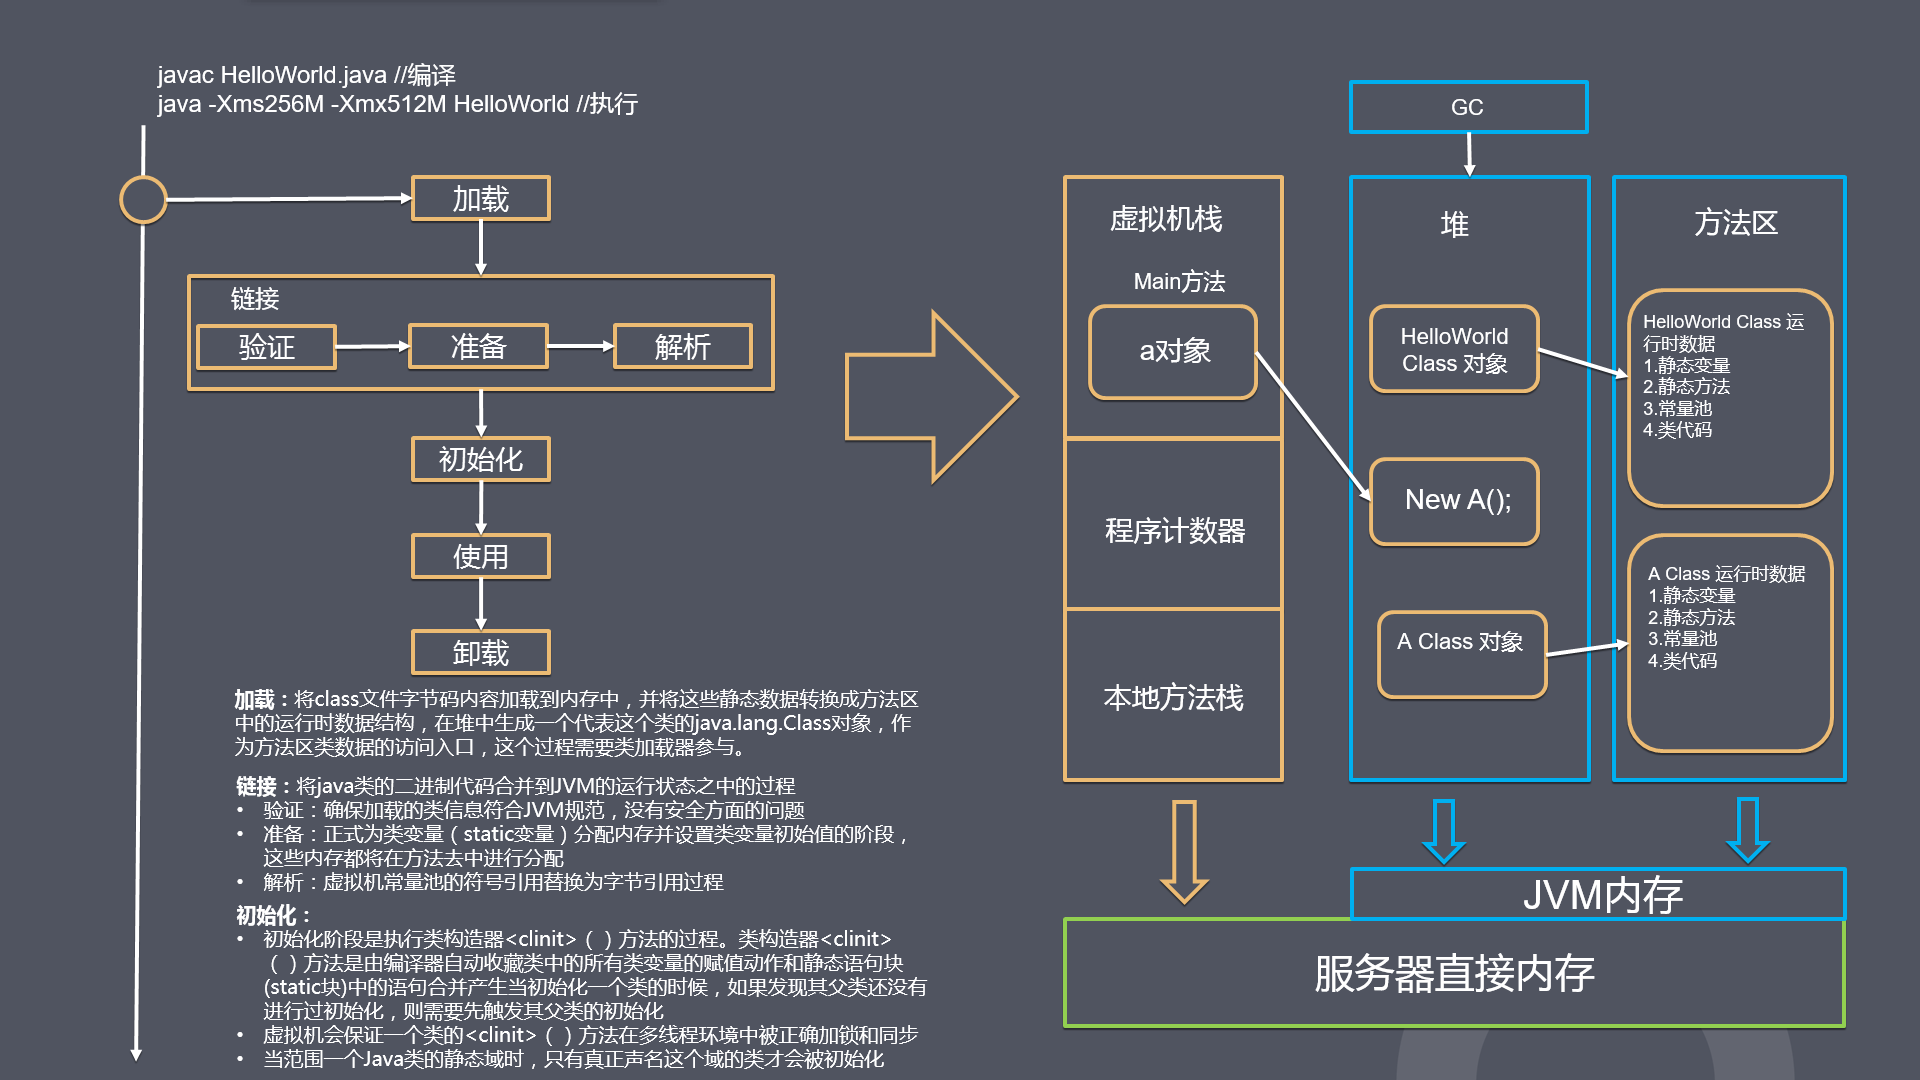 javac HelloWorld.java //编译
java -Xms256M -Xmx512M HelloWorld //执行
加载
链接
验证
准备
解析
初始化
使用
卸载
加载：将class文件字节码内容加载到内存中，并将这些静态数据转换成方法区
中的运行时数据结构，在堆中生成一个代表这个类的java.lang.Class对象，作
为方法区类数据的访问入口，这个过程需要类加载器参与。
链接：将java类的二进制代码合并到JVM的运行状态之中的过程
• 验证：确保加载的类信息符合JVM规范，没有安全方面的问题
• 准备：正式为类变量（static变量）分配内存并设置类变量初始值的阶段，
这些内存都将在方法去中进行分配
• 解析：虚拟机常量池的符号引用替换为字节引用过程
初始化：
• 初始化阶段是执行类构造器<clinit>（）方法的过程。类构造器<clinit>
（）方法是由编译器自动收藏类中的所有类变量的赋值动作和静态语句块
(static块)中的语句合并产生当初始化一个类的时候，如果发现其父类还没有
进行过初始化，则需要先触发其父类的初始化
• 虚拟机会保证一个类的<clinit>（）方法在多线程环境中被正确加锁和同步
• 当范围一个Java类的静态域时，只有真正声名这个域的类才会被初始化
GC
虚拟机栈
Main方法
a对象
程序计数器
本地方法栈
堆
HelloWorld
Class 对象
New A();
A Class 对象
方法区
HelloWorld Class 运
行时数据
1.静态变量
2.静态方法
3.常量池
4.类代码
A Class 运行时数据
1.静态变量
2.静态方法
3.常量池
4.类代码
JVM内存
服务器直接内存